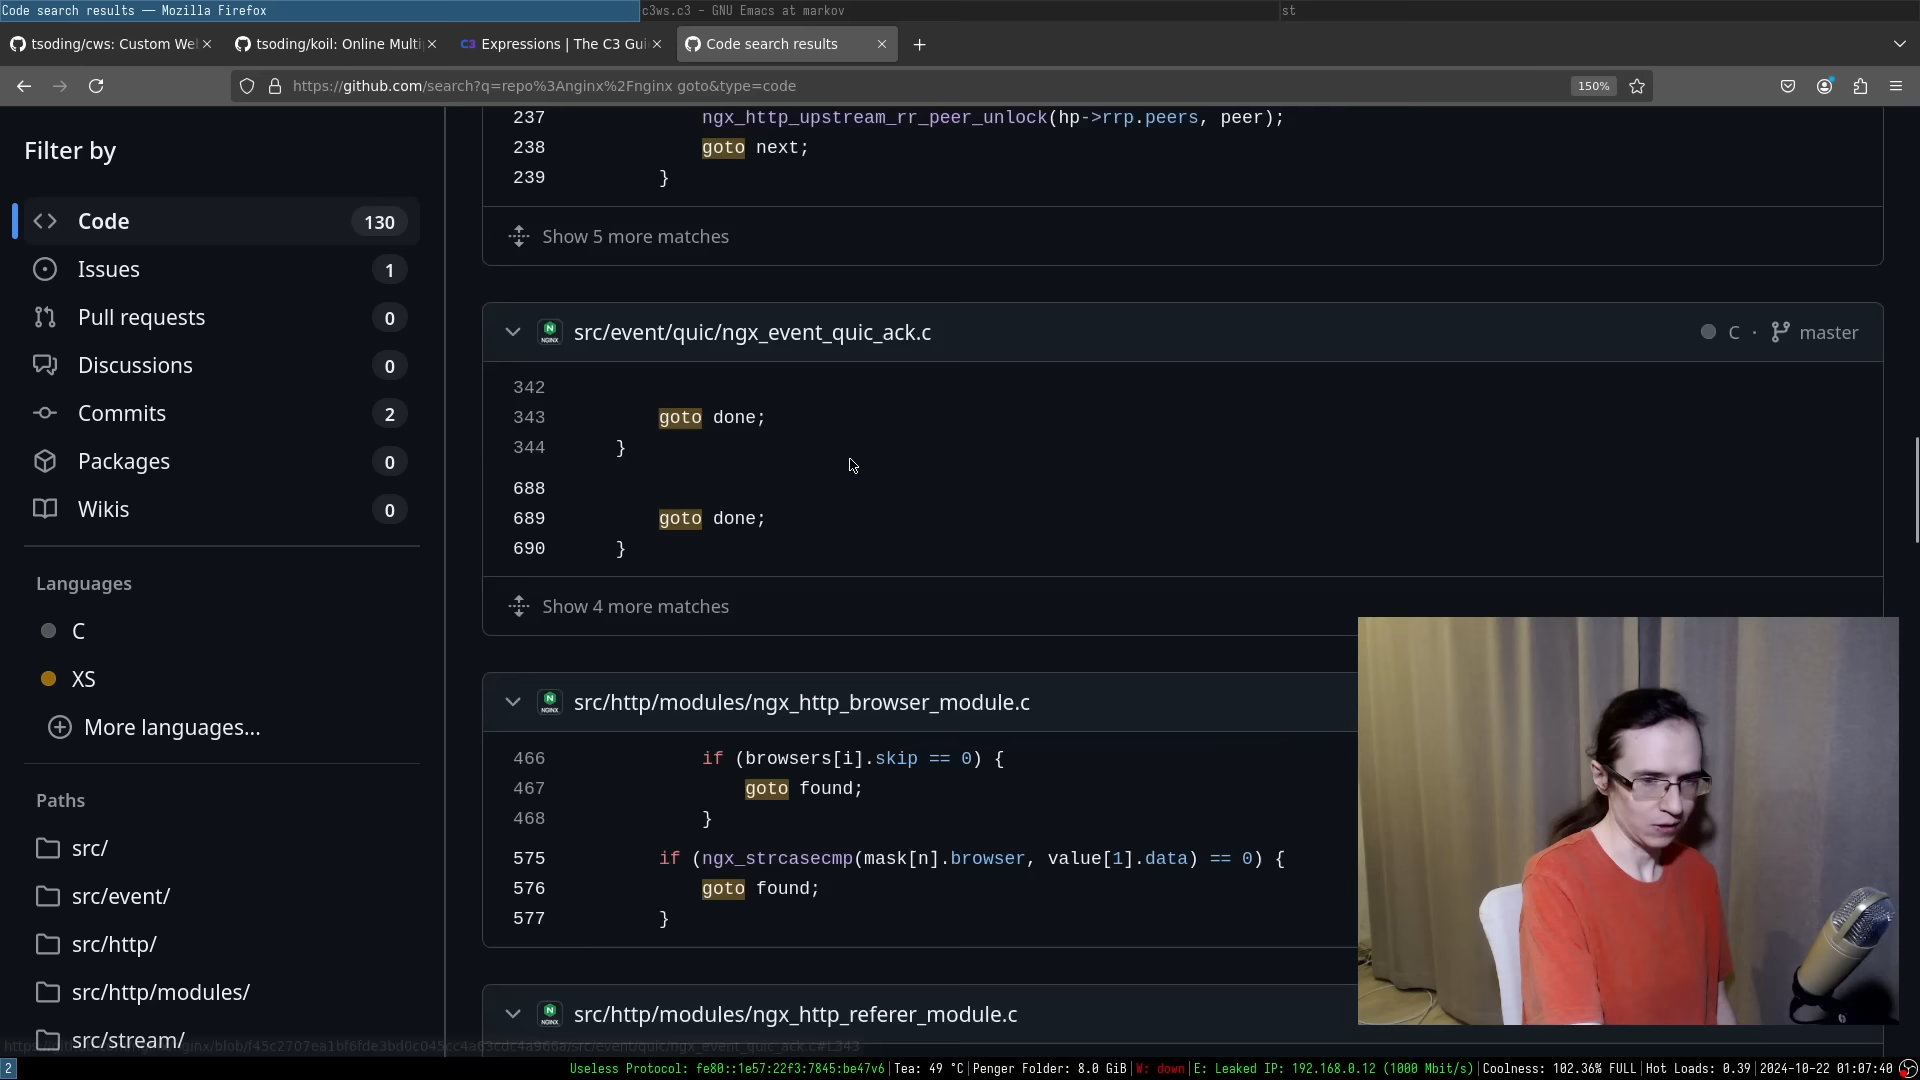 Code search results — Mozilla Firefox
c3ws.c3 - GNU Emacs at markov
st
tsoding/cws: Custom We
tsoding/koil: Online Multi
C3 Expressions | The C3 Gui
Code search results
https://github.com/search?q=repo%3Anginx%2Fnginx goto&type=code
150%
Filter by
Code 130
Issues 1
Pull requests 0
Discussions 0
Commits 2
Packages 0
Wikis 0
Languages
C
XS
More languages...
Paths
src/
src/event/
src/http/
src/http/modules/
src/stream/
237 ngx_http_upstream_rr_peer_unlock(hp->rrp.peers, peer);
238 goto next;
239 }
Show 5 more matches
NGINX src/event/quic/ngx_event_quic_ack.c C · master
342
343 goto done;
344 }
688
689 goto done;
690 }
Show 4 more matches
NGINX src/http/modules/ngx_http_browser_module.c
466 if (browsers[i].skip == 0) {
467 goto found;
468 }
575 if (ngx_strcasecmp(mask[n].browser, value[1].data) == 0) {
576 goto found;
577 }
NGINX src/http/modules/ngx_http_referer_module.c
2
Useless Protocol: fe80::1e57:22f3:7845:be47v6|Tea: 49 °C|Penger Folder: 8.0 GiB|W: down|E: Leaked IP: 192.168.0.12 (1000 Mbit/s)|Coolness: 102.36% FULL|Hot Loads: 0.39|2024-10-22 01:07:40